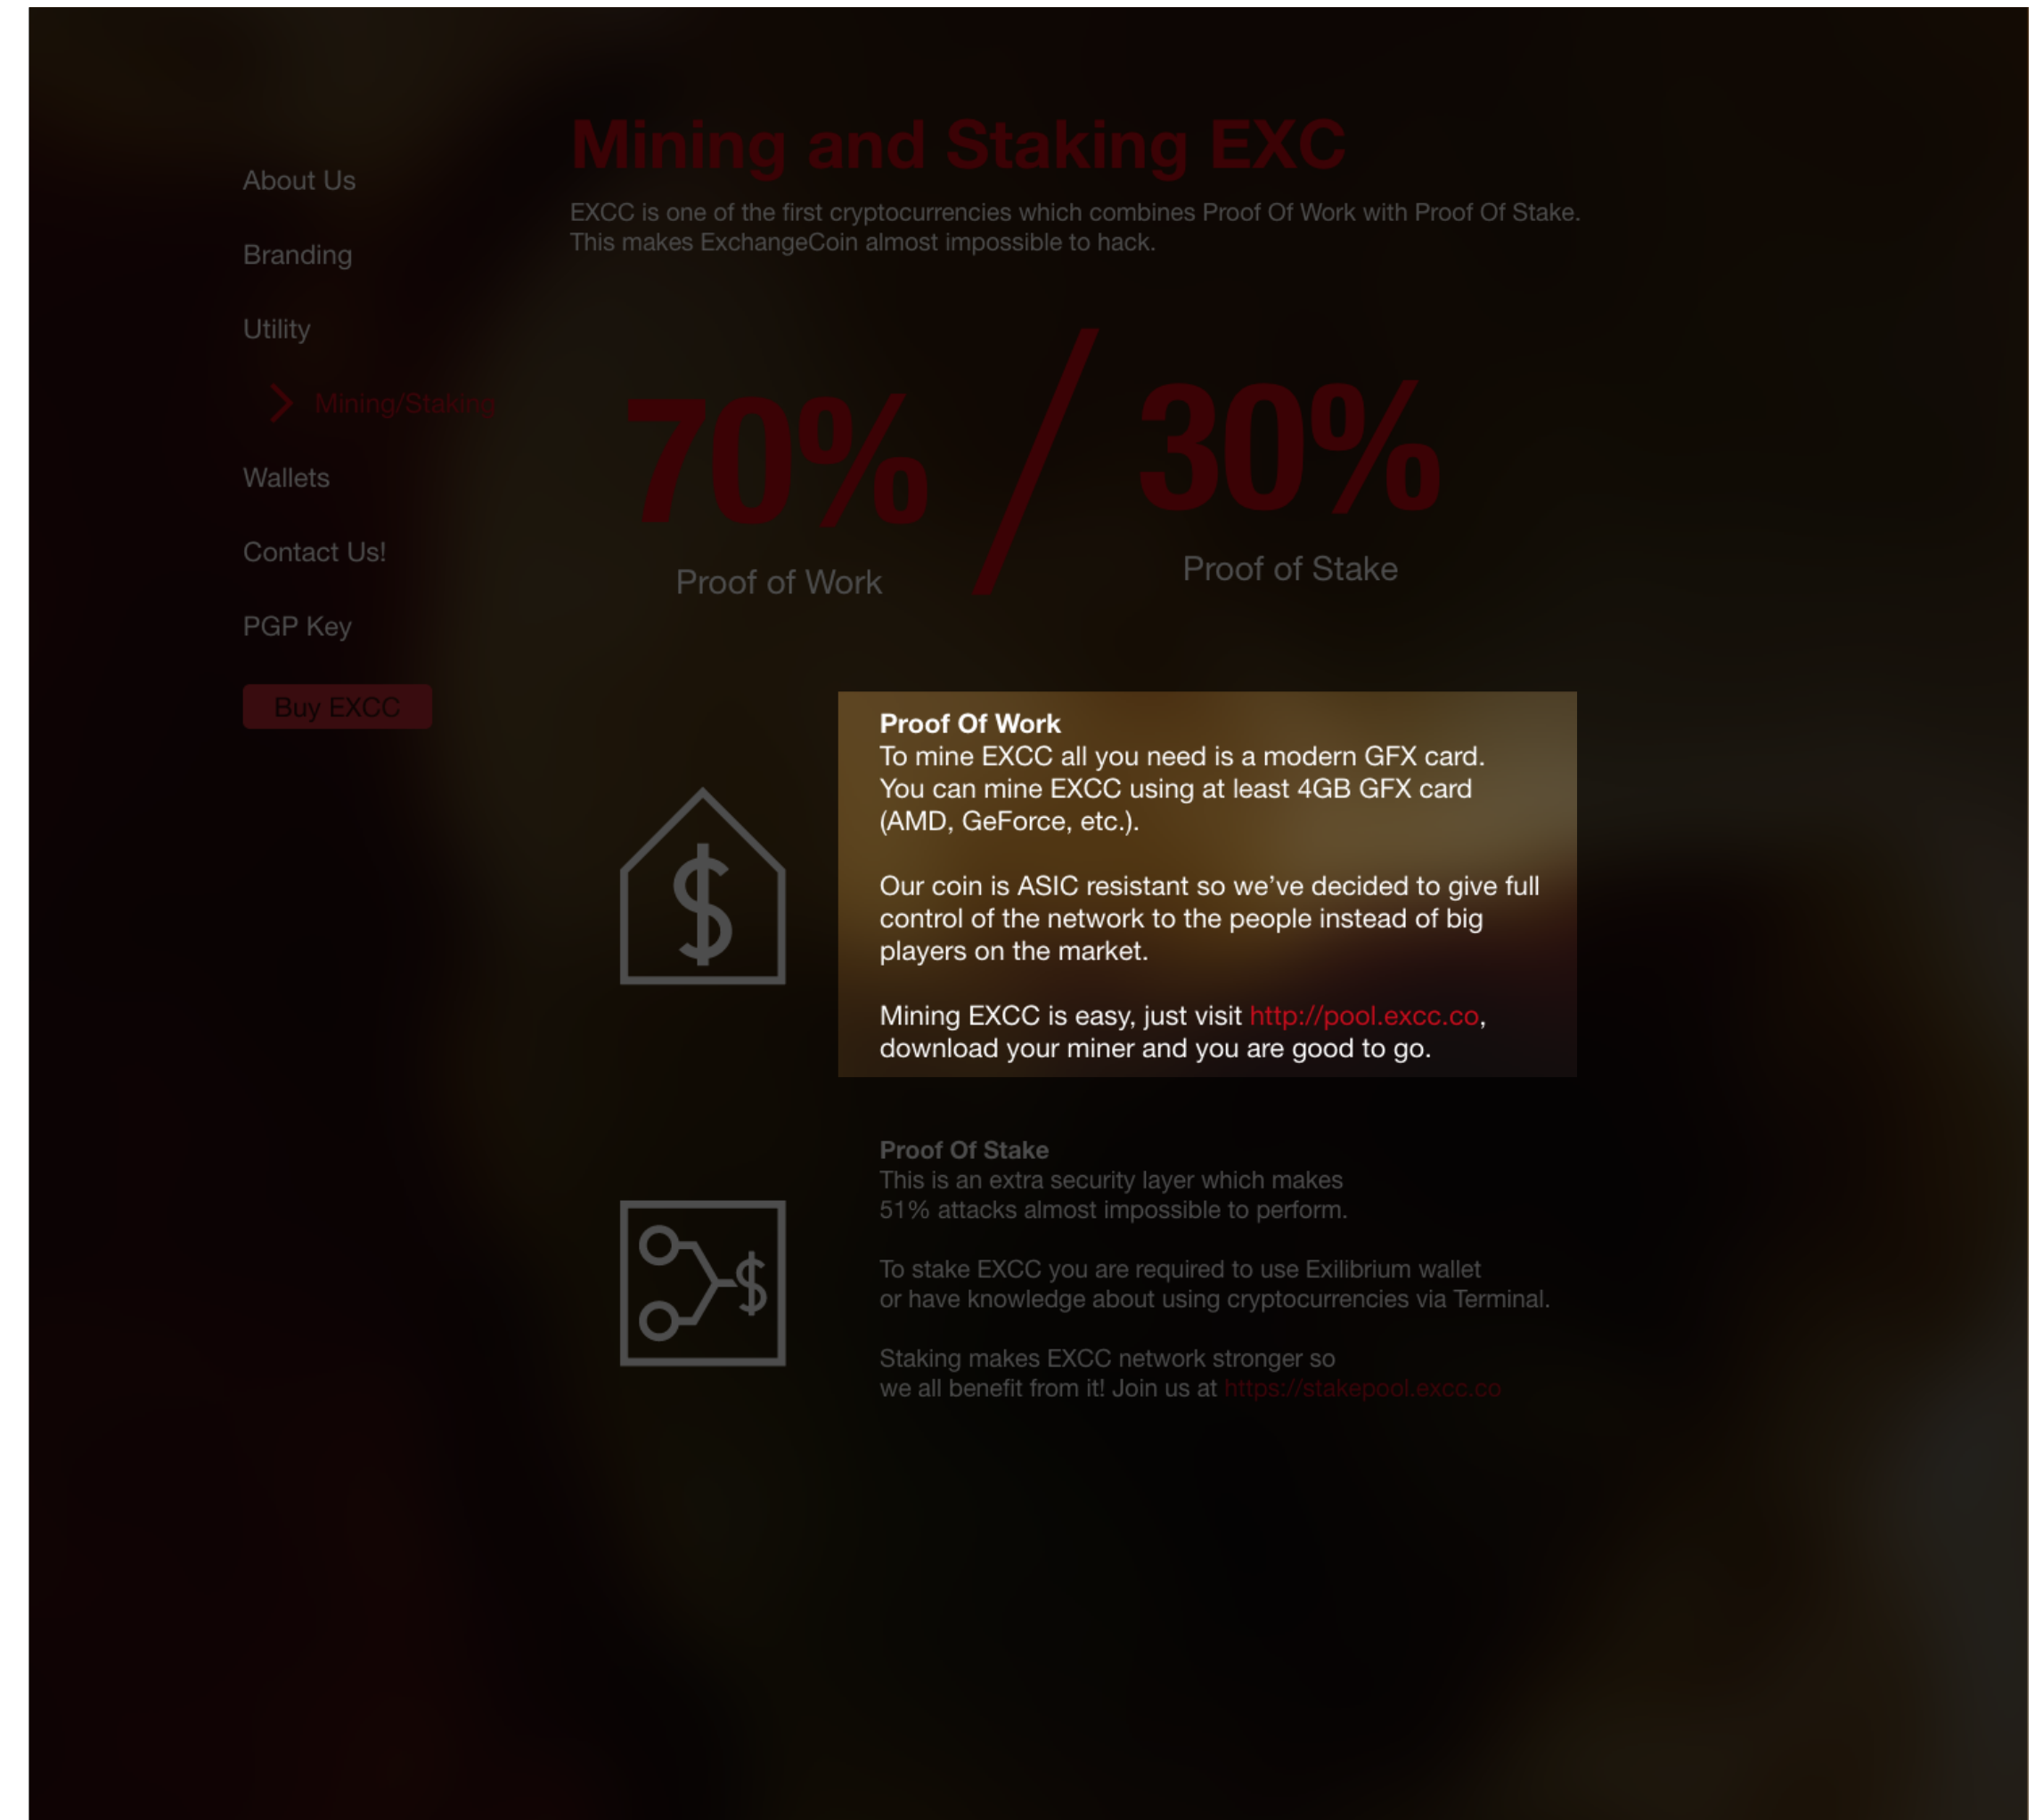 Mining and Staking EXC
EXCC is one of the first cryptocurrencies which combines Proof Of Work with Proof Of Stake.
This makes ExchangeCoin almost impossible to hack.
About Us
Branding
Utility
Mining/Staking
Wallets
Contact Us!
PGP Key
Buy EXCC
70% / 30%
Proof of Work
Proof of Stake
Proof Of Work
To mine EXCC all you need is a modern GFX card.
You can mine EXCC using at least 4GB GFX card
(AMD, GeForce, etc.).
Our coin is ASIC resistant so we’ve decided to give full
control of the network to the people instead of big
players on the market.
Mining EXCC is easy, just visit http://pool.excc.co,
download your miner and you are good to go.
$
Proof Of Stake
This is an extra security layer which makes
51% attacks almost impossible to perform.
To stake EXCC you are required to use Exilibrium wallet
or have knowledge about using cryptocurrencies via Terminal.
Staking makes EXCC network stronger so
we all benefit from it! Join us at https://stakepool.excc.co
$